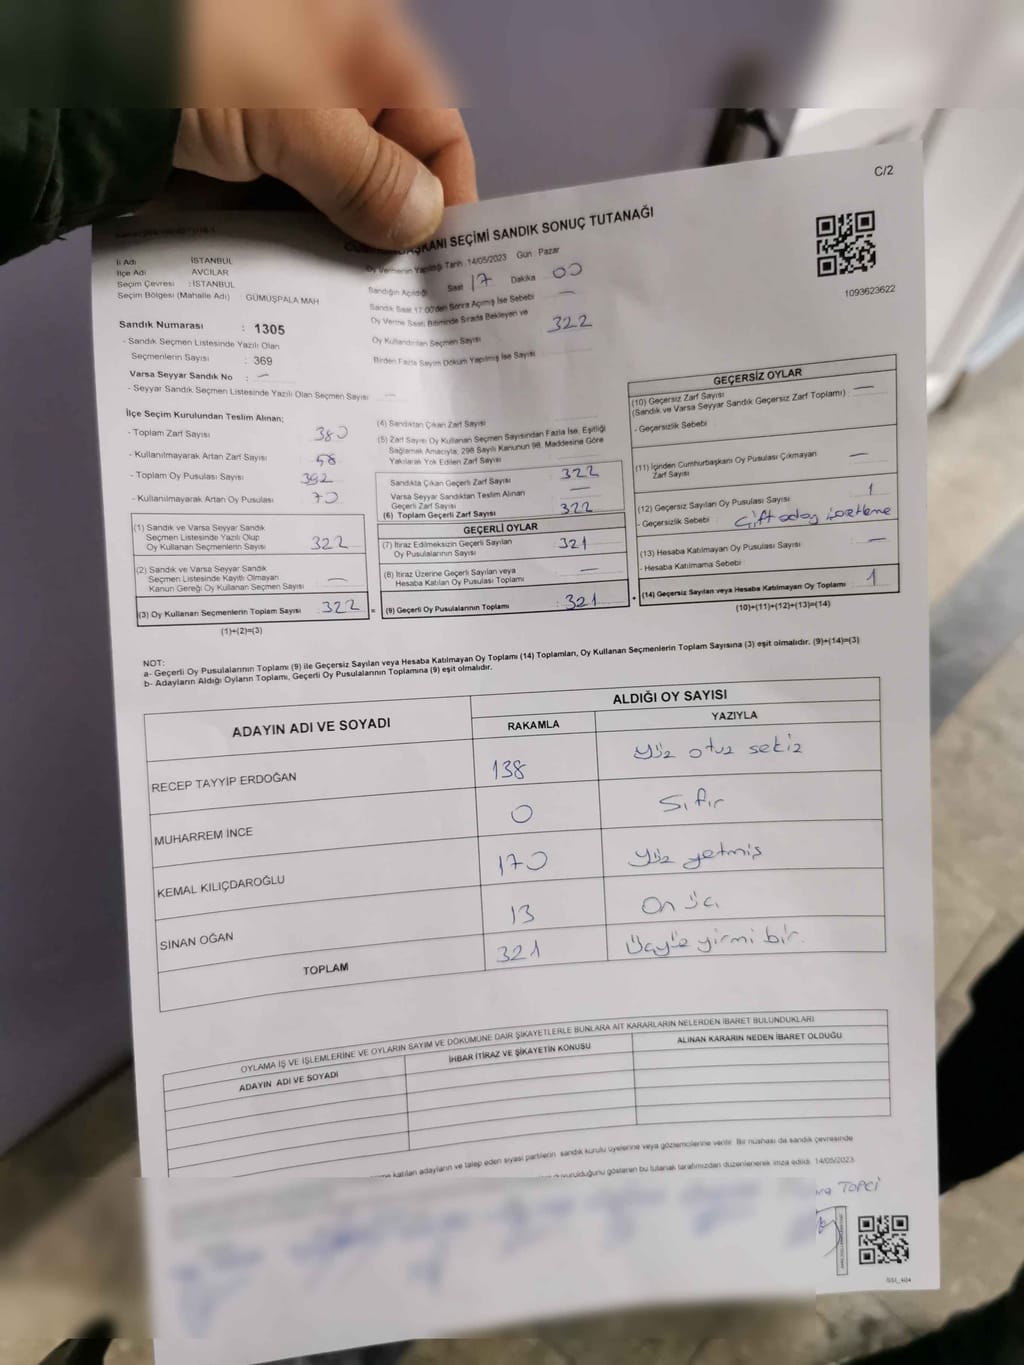 C/2
BAŞKANI SEÇİMİ SANDIK SONUÇ TUTANAĞI
İl Adı İSTANBUL
İlçe Adı AVCILAR
Seçim Çevresi : İSTANBUL
Seçim Bölgesi (Mahalle Adı) : GÜMÜŞPALA MAH
Oy Vermenin Yapıldığı Tarih : 14/05/2023 Gün : Pazar
Sandığın Açıldığı Saat 17 Dakika 00
Sandık Saat 17:00'den Sonra Açılmış İse Sebebi —
Oy Verme Saati Bitiminde Sırada Bekleyen ve
Oy Kullandırılan Seçmen Sayısı
322
Birden Fazla Sayım Döküm Yapılmış İse Sayısı
1093623622
Sandık Numarası : 1305
- Sandık Seçmen Listesinde Yazılı Olan
Seçmenlerin Sayısı : 369
Varsa Seyyar Sandık No : —
- Seyyar Sandık Seçmen Listesinde Yazılı Olan Seçmen Sayısı —
İlçe Seçim Kurulundan Teslim Alınan;
- Toplam Zarf Sayısı 380
- Kullanılmayarak Artan Zarf Sayısı 58
- Toplam Oy Pusulası Sayısı 392
- Kullanılmayarak Artan Oy Pusulası 70
(1) Sandık ve Varsa Seyyar Sandık
Seçmen Listesinde Yazılı Olup
Oy Kullanan Seçmenlerin Sayısı 322
(2) Sandık ve Varsa Seyyar Sandık
Seçmen Listesinde Kayıtlı Olmayan
Kanun Gereği Oy Kullanan Seçmen Sayısı —
(3) Oy Kullanan Seçmenlerin Toplam Sayısı 322 =
(1)+(2)=(3)
(4) Sandıktan Çıkan Zarf Sayısı
(5) Zarf Sayısı Oy Kullanan Seçmen Sayısından Fazla İse, Eşitliği
Sağlamak Amacıyla, 298 Sayılı Kanunun 98. Maddesine Göre
Yakılarak Yok Edilen Zarf Sayısı
Sandıkta Çıkan Geçerli Zarf Sayısı 322
Varsa Seyyar Sandıktan Teslim Alınan
Geçerli Zarf Sayısı —
(6) Toplam Geçerli Zarf Sayısı 322
GEÇERLİ OYLAR
(7) İtiraz Edilmeksizin Geçerli Sayılan
Oy Pusulalarının Sayısı : 321
(8) İtiraz Üzerine Geçerli Sayılan veya
Hesaba Katılan Oy Pusulası Toplamı —
(9) Geçerli Oy Pusulalarının Toplamı : 321 +
GEÇERSİZ OYLAR
(10) Geçersiz Zarf Sayısı
(Sandık ve Varsa Seyyar Sandık Geçersiz Zarf Toplamı) : —
- Geçersizlik Sebebi :
(11) İçinden Cumhurbaşkanı Oy Pusulası Çıkmayan
Zarf Sayısı —
(12) Geçersiz Sayılan Oy Pusulası Sayısı 1
- Geçersizlik Sebebi : Çift aday işaretleme
(13) Hesaba Katılmayan Oy Pusulası Sayısı : —
- Hesaba Katılmama Sebebi :
(14) Geçersiz Sayılan veya Hesaba Katılmayan Oy Toplamı 1
(10)+(11)+(12)+(13)=(14)
NOT:
a- Geçerli Oy Pusulalarının Toplamı (9) ile Geçersiz Sayılan veya Hesaba Katılmayan Oy Toplamı (14) Toplamları, Oy Kullanan Seçmenlerin Toplam Sayısına (3) eşit olmalıdır. (9)+(14)=(3)
b- Adayların Aldığı Oyların Toplamı, Geçerli Oy Pusulalarının Toplamına (9) eşit olmalıdır.
ADAYIN ADI VE SOYADI ALDIĞI OY SAYISI
RAKAMLA YAZIYLA
RECEP TAYYİP ERDOĞAN 138 Yüz otuz sekiz
MUHARREM İNCE 0 Sıfır
KEMAL KILIÇDAROĞLU 170 Yüz yetmiş
SİNAN OĞAN 13 On üç
TOPLAM 321 Üçyüz yirmi bir.
OYLAMA İŞ VE İŞLEMLERİNE VE OYLARIN SAYIM VE DÖKÜMÜNE DAİR ŞİKAYETLERLE BUNLARA AİT KARARLARIN NELERDEN İBARET BULUNDUKLARI
ADAYIN ADI VE SOYADI İHBAR İTİRAZ VE ŞİKAYETİN KONUSU ALINAN KARARIN NEDEN İBARET OLDUĞU
katılan adayların ve talep eden siyasi partilerin sandık kurulu üyelerine veya gözlemcilerine verilir. Bir nüshası da sandık çevresinde
duyurulduğunu gösteren bu tutanak tarafımızdan düzenlenerek imza edildi. 14/05/2023
TOPCİ